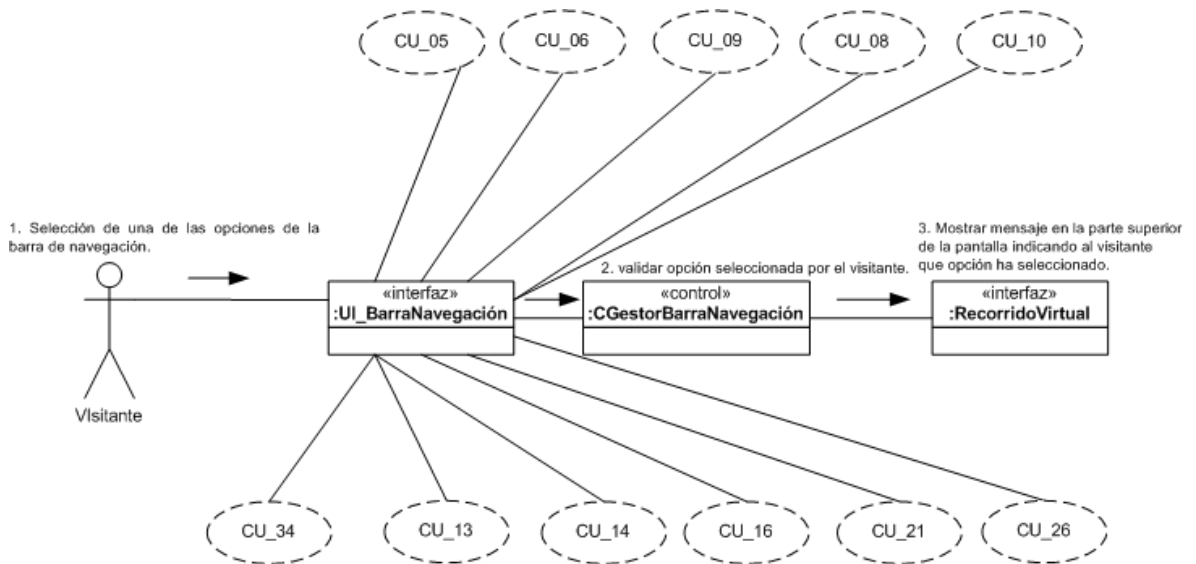 CU_05
CU_06
CU_09
CU_08
CU_10
1. Selección de una de las opciones de la
barra de navegación.
VIsitante
«interfaz»
:UI_BarraNavegación
2. validar opción seleccionada por el visitante.
«control»
:CGestorBarraNavegación
3. Mostrar mensaje en la parte superior
de la pantalla indicando al visitante
que opción ha seleccionado.
«interfaz»
:RecorridoVirtual
CU_34
CU_13
CU_14
CU_16
CU_21
CU_26